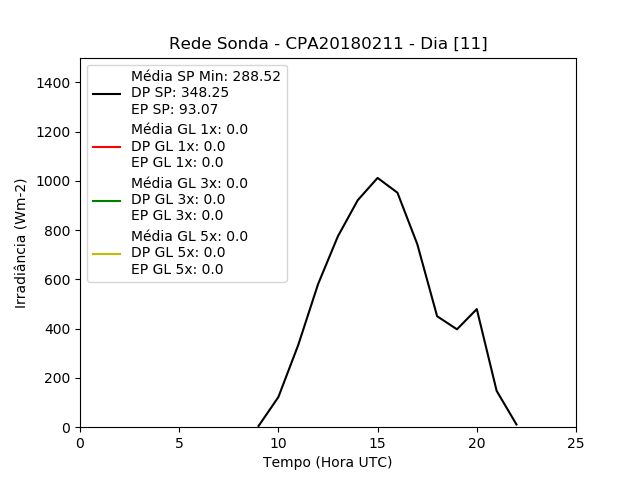 Rede Sonda - CPA20180211 - Dia [11]
Média SP Min: 288.52
DP SP: 348.25
EP SP: 93.07
Média GL 1x: 0.0
DP GL 1x: 0.0
EP GL 1x: 0.0
Média GL 3x: 0.0
DP GL 3x: 0.0
EP GL 3x: 0.0
Média GL 5x: 0.0
DP GL 5x: 0.0
EP GL 5x: 0.0
Irradiância (Wm-2)
1400
1200
1000
800
600
400
200
0
0 5 10 15 20 25
Tempo (Hora UTC)